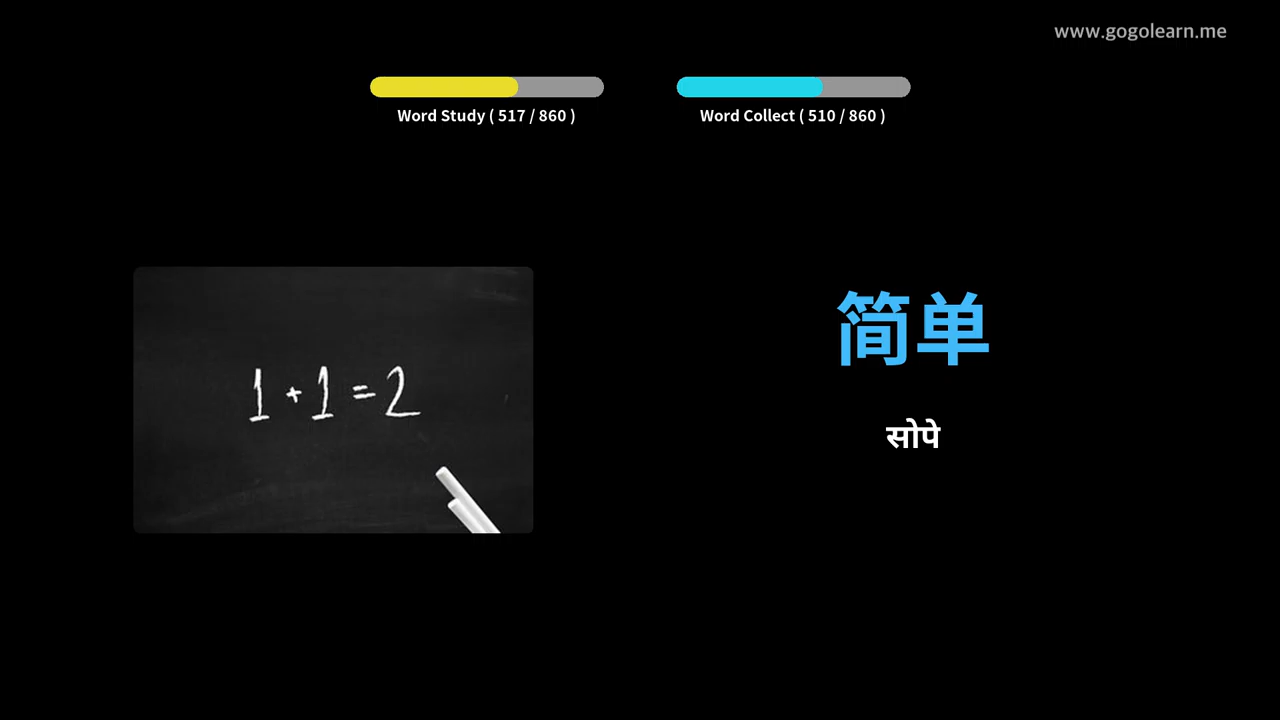 www.gogolearn.me
Word Study ( 517 / 860 )
Word Collect ( 510 / 860 )
简单
1 + 1 = 2
सोपे